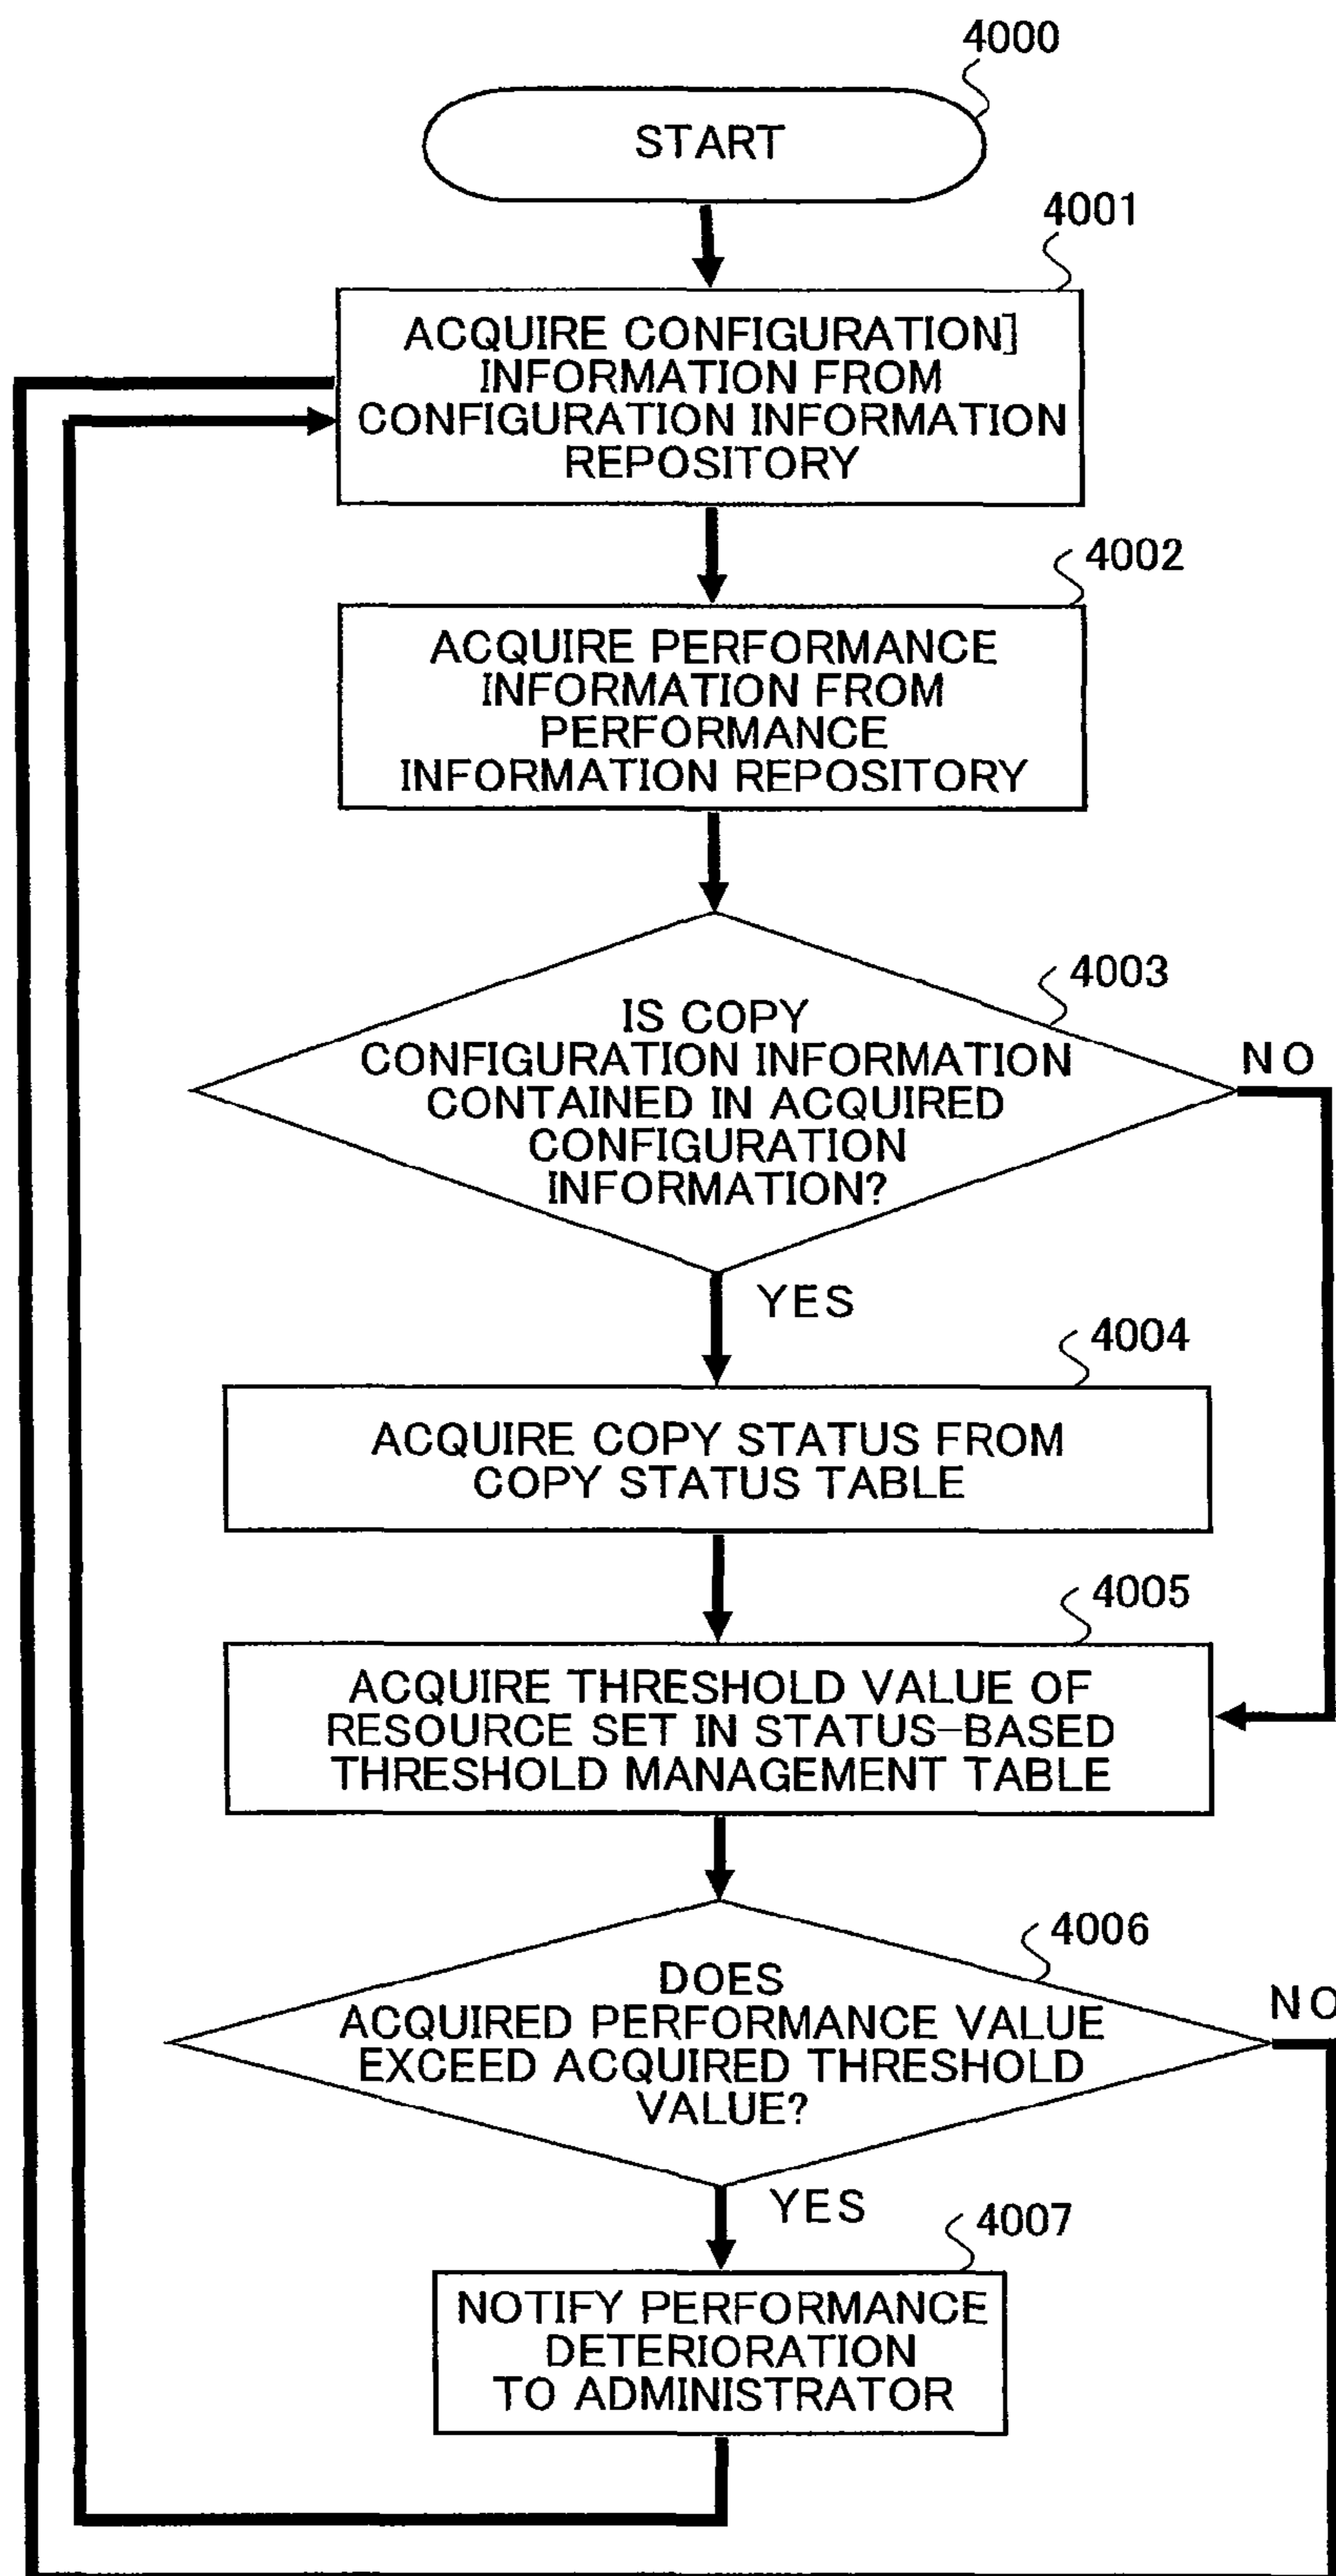 4000
START
4001
ACQUIRE CONFIGURATION]
INFORMATION FROM
CONFIGURATION INFORMATION
REPOSITORY
4002
ACQUIRE PERFORMANCE
INFORMATION FROM
PERFORMANCE
INFORMATION REPOSITORY
4003
IS COPY
CONFIGURATION INFORMATION
CONTAINED IN ACQUIRED
CONFIGURATION
INFORMATION?
NO
YES
4004
ACQUIRE COPY STATUS FROM
COPY STATUS TABLE
4005
ACQUIRE THRESHOLD VALUE OF
RESOURCE SET IN STATUS-BASED
THRESHOLD MANAGEMENT TABLE
4006
DOES
ACQUIRED PERFORMANCE VALUE
EXCEED ACQUIRED THRESHOLD
VALUE?
NO
YES
4007
NOTIFY PERFORMANCE
DETERIORATION
TO ADMINISTRATOR